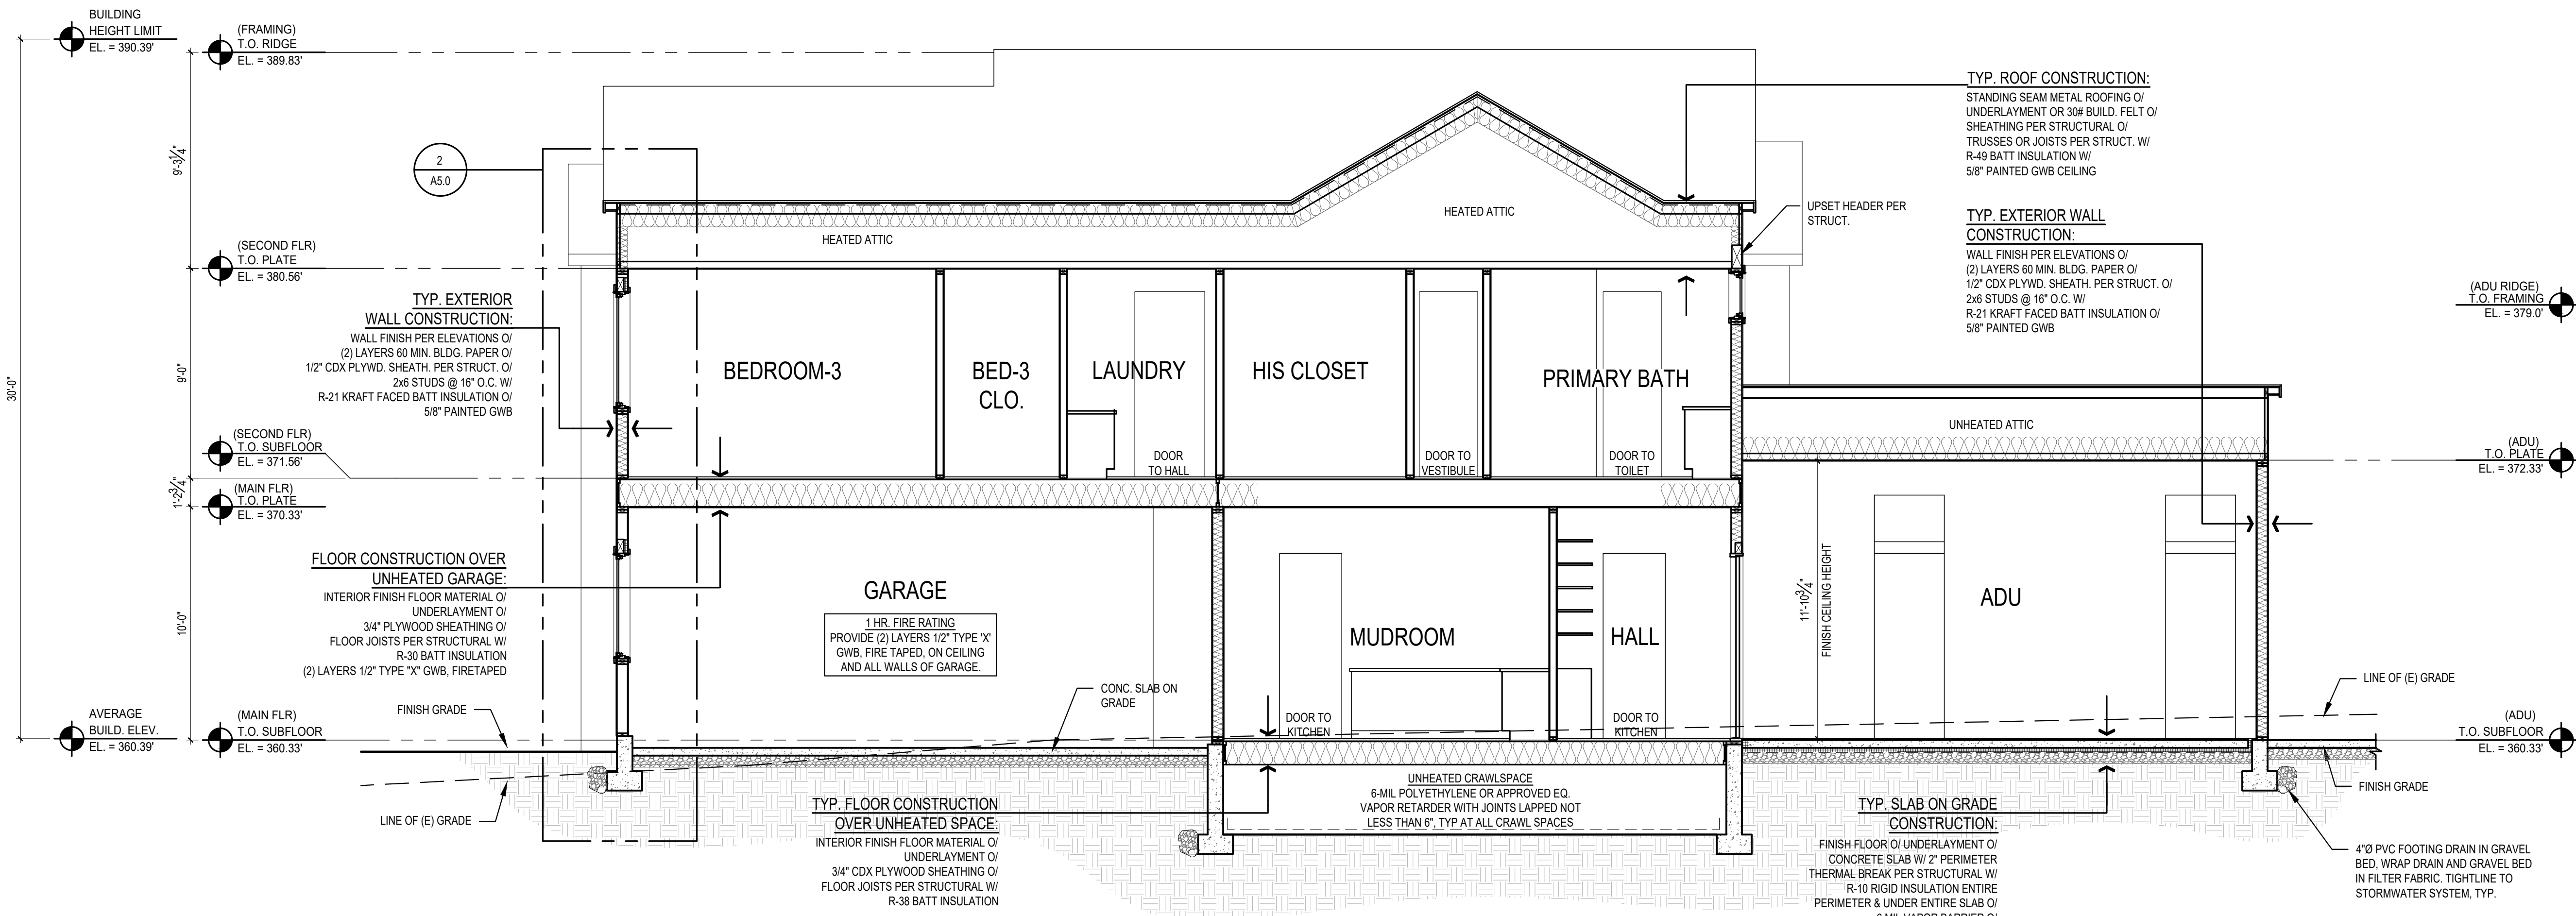 BUILDING
HEIGHT LIMIT
EL. = 390.39'
(FRAMING)
T.O. RIDGE
EL. = 389.83'
9'-3 1/4"
2
A5.0
(SECOND FLR)
T.O. PLATE
EL. = 380.56'
TYP. EXTERIOR
WALL CONSTRUCTION:
WALL FINISH PER ELEVATIONS O/
(2) LAYERS 60 MIN. BLDG. PAPER O/
1/2" CDX PLYWD. SHEATH. PER STRUCT. O/
2x6 STUDS @ 16" O.C. W/
R-21 KRAFT FACED BATT INSULATION O/
5/8" PAINTED GWB
30'-0"
9'-0"
(SECOND FLR)
T.O. SUBFLOOR
EL. = 371.56'
1'-2 3/4"
(MAIN FLR)
T.O. PLATE
EL. = 370.33'
FLOOR CONSTRUCTION OVER
UNHEATED GARAGE:
INTERIOR FINISH FLOOR MATERIAL O/
UNDERLAYMENT O/
3/4" PLYWOOD SHEATHING O/
FLOOR JOISTS PER STRUCTURAL W/
R-30 BATT INSULATION
(2) LAYERS 1/2" TYPE "X" GWB, FIRETAPED
10'-0"
AVERAGE
BUILD. ELEV.
EL. = 360.39'
(MAIN FLR)
T.O. SUBFLOOR
EL. = 360.33'
FINISH GRADE
LINE OF (E) GRADE
HEATED ATTIC
HEATED ATTIC
BEDROOM-3
BED-3
CLO.
LAUNDRY
DOOR
TO HALL
HIS CLOSET
DOOR TO
VESTIBULE
PRIMARY BATH
DOOR TO
TOILET
GARAGE
1 HR. FIRE RATING
PROVIDE (2) LAYERS 1/2" TYPE 'X'
GWB, FIRE TAPED, ON CEILING
AND ALL WALLS OF GARAGE.
CONC. SLAB ON
GRADE
MUDROOM
DOOR TO
KITCHEN
HALL
DOOR TO
KITCHEN
TYP. FLOOR CONSTRUCTION
OVER UNHEATED SPACE:
INTERIOR FINISH FLOOR MATERIAL O/
UNDERLAYMENT O/
3/4" CDX PLYWOOD SHEATHING O/
FLOOR JOISTS PER STRUCTURAL W/
R-38 BATT INSULATION
UNHEATED CRAWLSPACE
6-MIL POLYETHYLENE OR APPROVED EQ.
VAPOR RETARDER WITH JOINTS LAPPED NOT
LESS THAN 6", TYP AT ALL CRAWL SPACES
TYP. ROOF CONSTRUCTION:
STANDING SEAM METAL ROOFING O/
UNDERLAYMENT OR 30# BUILD. FELT O/
SHEATHING PER STRUCTURAL O/
TRUSSES OR JOISTS PER STRUCT. W/
R-49 BATT INSULATION W/
5/8" PAINTED GWB CEILING
UPSET HEADER PER
STRUCT.
TYP. EXTERIOR WALL
CONSTRUCTION:
WALL FINISH PER ELEVATIONS O/
(2) LAYERS 60 MIN. BLDG. PAPER O/
1/2" CDX PLYWD. SHEATH. PER STRUCT. O/
2x6 STUDS @ 16" O.C. W/
R-21 KRAFT FACED BATT INSULATION O/
5/8" PAINTED GWB
(ADU RIDGE)
T.O. FRAMING
EL. = 379.0'
UNHEATED ATTIC
(ADU)
T.O. PLATE
EL. = 372.33'
11'-10 3/4"
FINISH CEILING HEIGHT
ADU
LINE OF (E) GRADE
(ADU)
T.O. SUBFLOOR
EL. = 360.33'
FINISH GRADE
TYP. SLAB ON GRADE
CONSTRUCTION:
FINISH FLOOR O/ UNDERLAYMENT O/
CONCRETE SLAB W/ 2" PERIMETER
THERMAL BREAK PER STRUCTURAL W/
R-10 RIGID INSULATION ENTIRE
PERIMETER & UNDER ENTIRE SLAB O/
4"Ø PVC FOOTING DRAIN IN GRAVEL
BED, WRAP DRAIN AND GRAVEL BED
IN FILTER FABRIC. TIGHTLINE TO
STORMWATER SYSTEM, TYP.